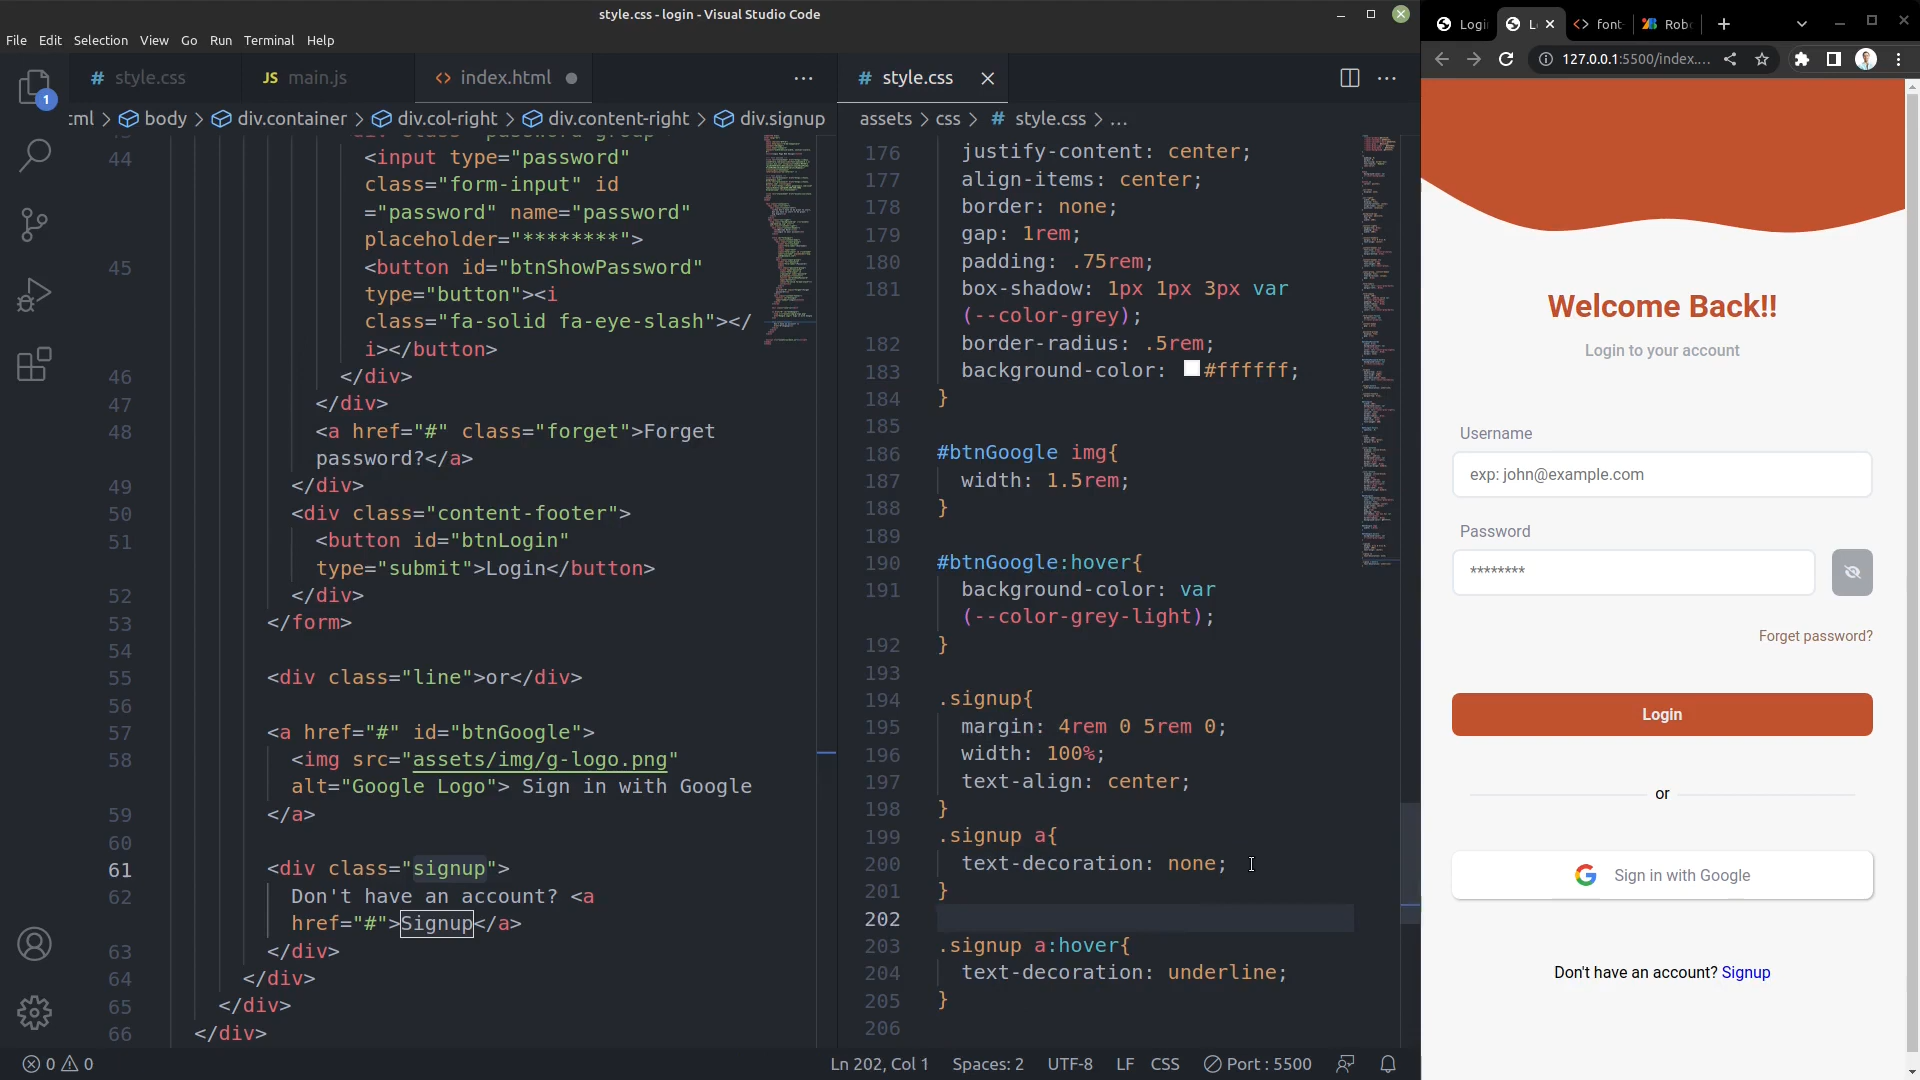 style.css - login - Visual Studio Code
File Edit Selection View Go Run Terminal Help
# style.css JS main.js <> index.html ● ···
# style.css × ···
:ml > body > div.container > div.col-right > div.content-right > div.signup
assets > css > # style.css > ...
44 <input type="password"
class="form-input" id
="password" name="password"
placeholder="********">
45 <button id="btnShowPassword"
type="button"><i
class="fa-solid fa-eye-slash"></
i></button>
46 </div>
47 </div>
48 <a href="#" class="forget">Forget
password?</a>
49 </div>
50 <div class="content-footer">
51 <button id="btnLogin"
type="submit">Login</button>
52 </div>
53 </form>
54
55 <div class="line">or</div>
56
57 <a href="#" id="btnGoogle">
58 <img src="assets/img/g-logo.png"
alt="Google Logo"> Sign in with Google
59 </a>
60
61 <div class="signup">
62 Don't have an account? <a
href="#">Signup</a>
63 </div>
64 </div>
65 </div>
66 </div>
176 justify-content: center;
177 align-items: center;
178 border: none;
179 gap: 1rem;
180 padding: .75rem;
181 box-shadow: 1px 1px 3px var
(--color-grey);
182 border-radius: .5rem;
183 background-color: #ffffff;
184 }
185
186 #btnGoogle img{
187 width: 1.5rem;
188 }
189
190 #btnGoogle:hover{
191 background-color: var
(--color-grey-light);
192 }
193
194 .signup{
195 margin: 4rem 0 5rem 0;
196 width: 100%;
197 text-align: center;
198 }
199 .signup a{
200 text-decoration: none;
201 }
202
203 .signup a:hover{
204 text-decoration: underline;
205 }
206
1
0 0
Ln 202, Col 1 Spaces: 2 UTF-8 LF CSS Port : 5500
Logi L <> font Rob
127.0.0.1:5500/index....
Welcome Back!!
Login to your account
Username
exp: john@example.com
Password
********
Forget password?
Login
or
Sign in with Google
Don't have an account? Signup